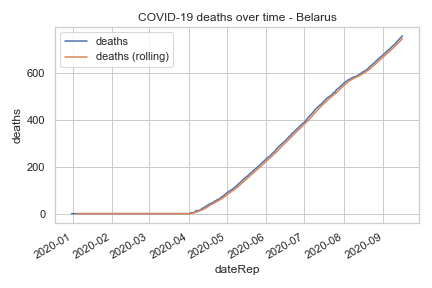 COVID-19 deaths over time - Belarus
deaths
deaths (rolling)
deaths
600
400
200
0
2020-01
2020-02
2020-03
2020-04
2020-05
2020-06
2020-07
2020-08
2020-09
dateRep